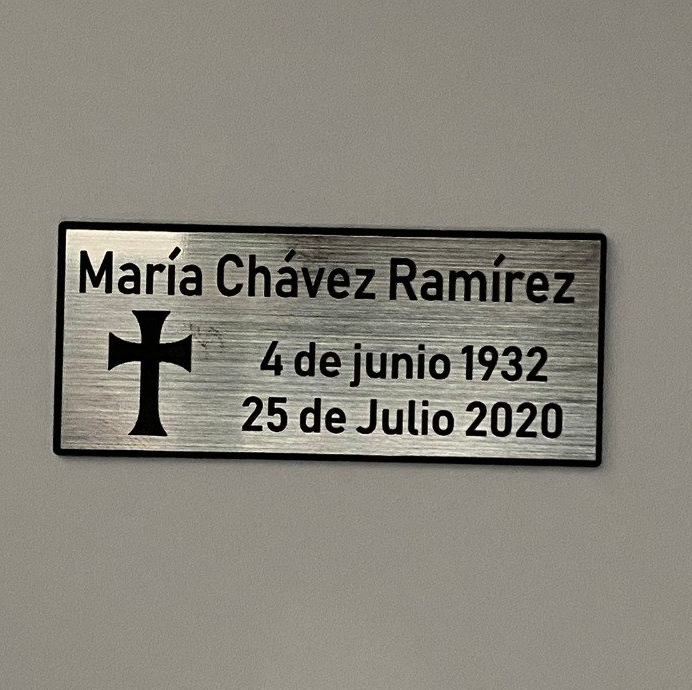 María Chávez Ramírez
4 de junio 1932
25 de Julio 2020